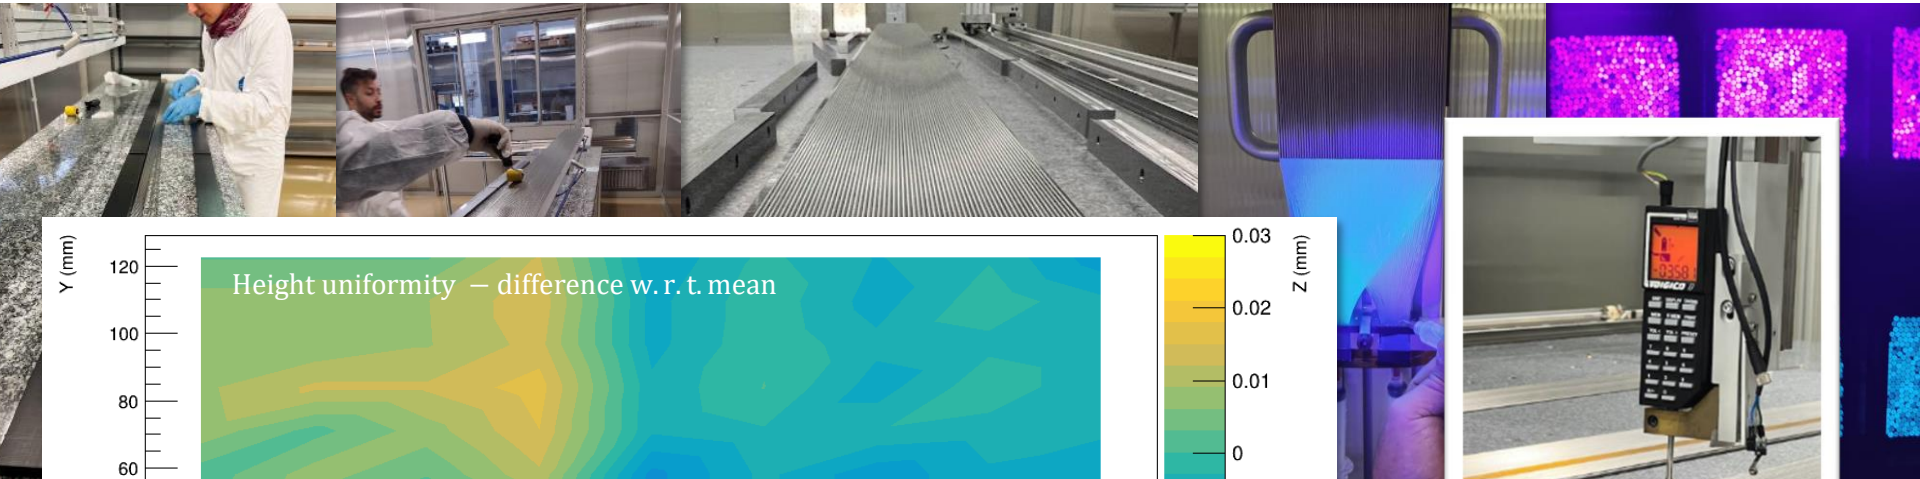 Y (mm)
120
100
80
60
Height uniformity − difference w. r. t. mean
0.03
0.02
0.01
0
Z (mm)